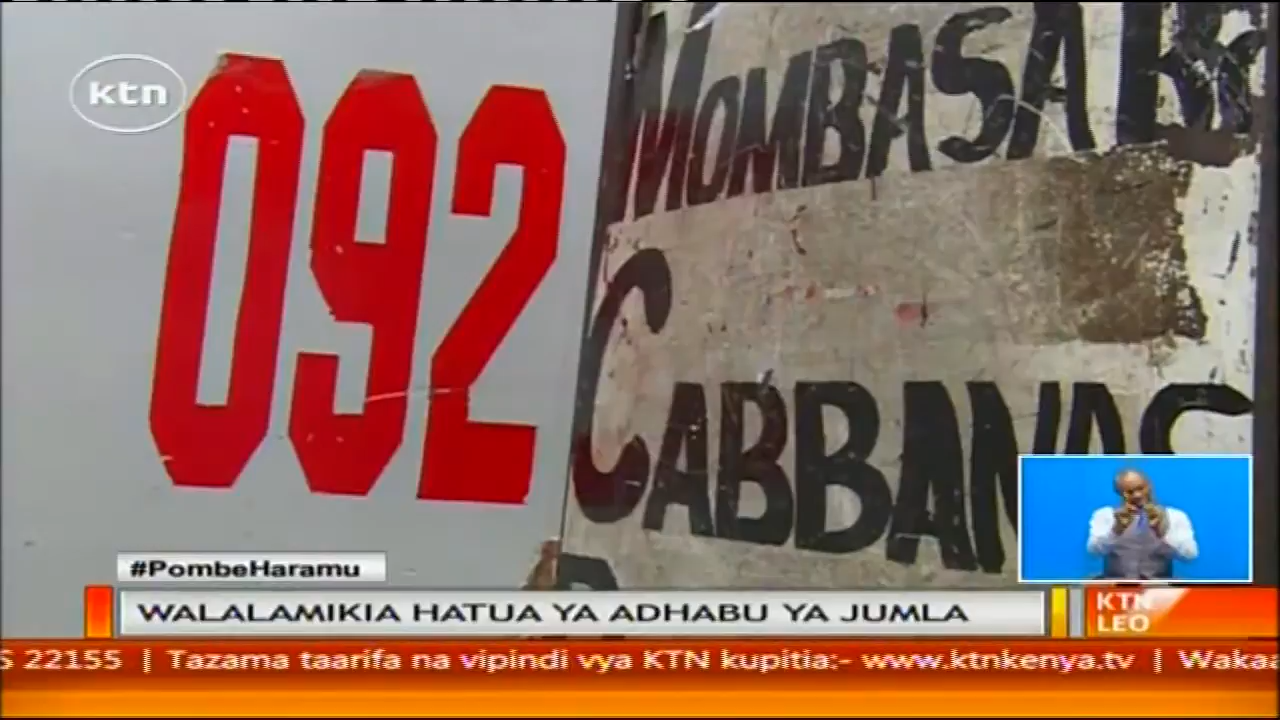 ktn
092
MOMBASA
CABBANAS
#PombeHaramu
WALALAMIKIA HATUA YA ADHABU YA JUMLA
KTN
LEO
S 22155 | Tazama taarifa na vipindi vya KTN kupitia:- www.ktnkenya.tv | Wakaa